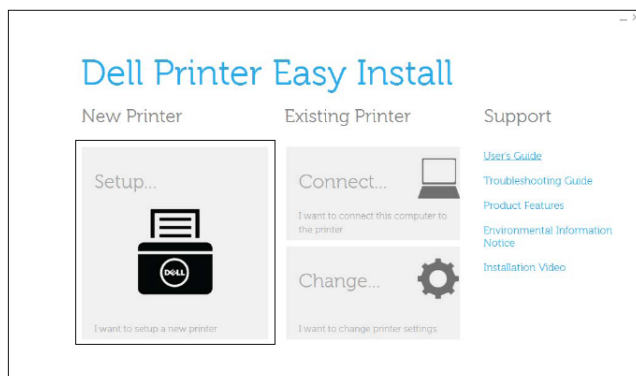 Dell Printer Easy Install
New Printer
Setup...
DELL
I want to setup a new printer
Existing Printer
Connect...
I want to connect this computer to
the printer
Change...
I want to change printer settings
Support
User's Guide
Troubleshooting Guide
Product Features
Environmental Information
Notice
Installation Video